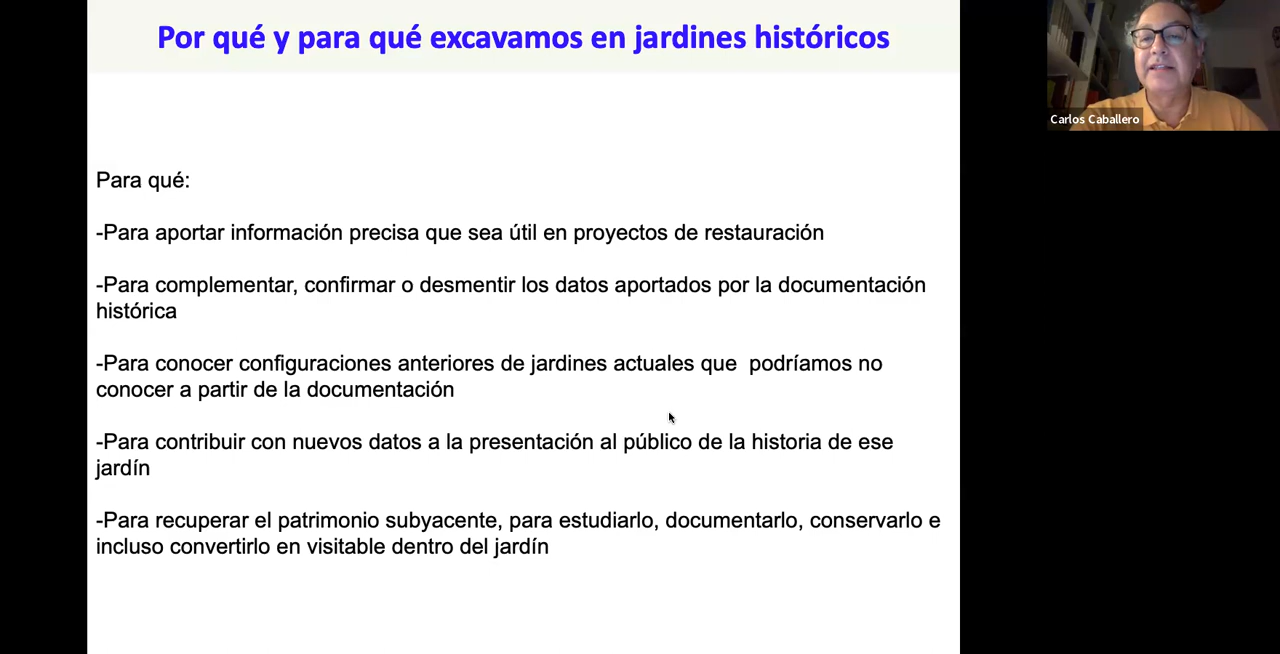 Por qué y para qué excavamos en jardines históricos
Carlos Caballero
Para qué:
-Para aportar información precisa que sea útil en proyectos de restauración
-Para complementar, confirmar o desmentir los datos aportados por la documentación
histórica
-Para conocer configuraciones anteriores de jardines actuales que  podríamos no
conocer a partir de la documentación
-Para contribuir con nuevos datos a la presentación al público de la historia de ese
jardín
-Para recuperar el patrimonio subyacente, para estudiarlo, documentarlo, conservarlo e
incluso convertirlo en visitable dentro del jardín